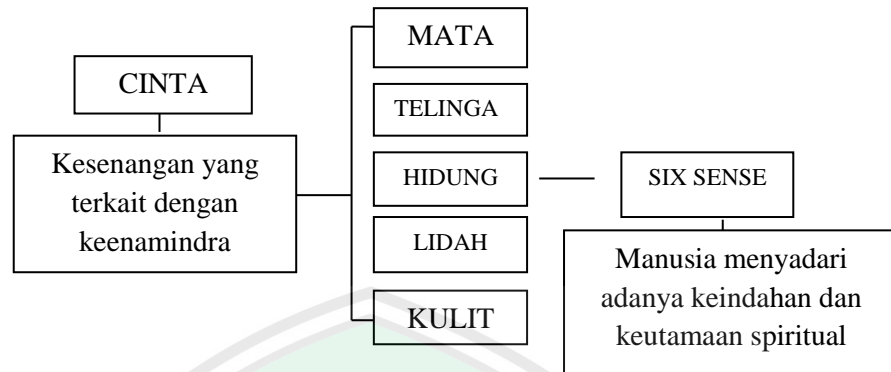 CINTA
Kesenangan yang
terkait dengan
keenamindra
MATA
TELINGA
HIDUNG
LIDAH
KULIT
SIX SENSE
Manusia menyadari
adanya keindahan dan
keutamaan spiritual